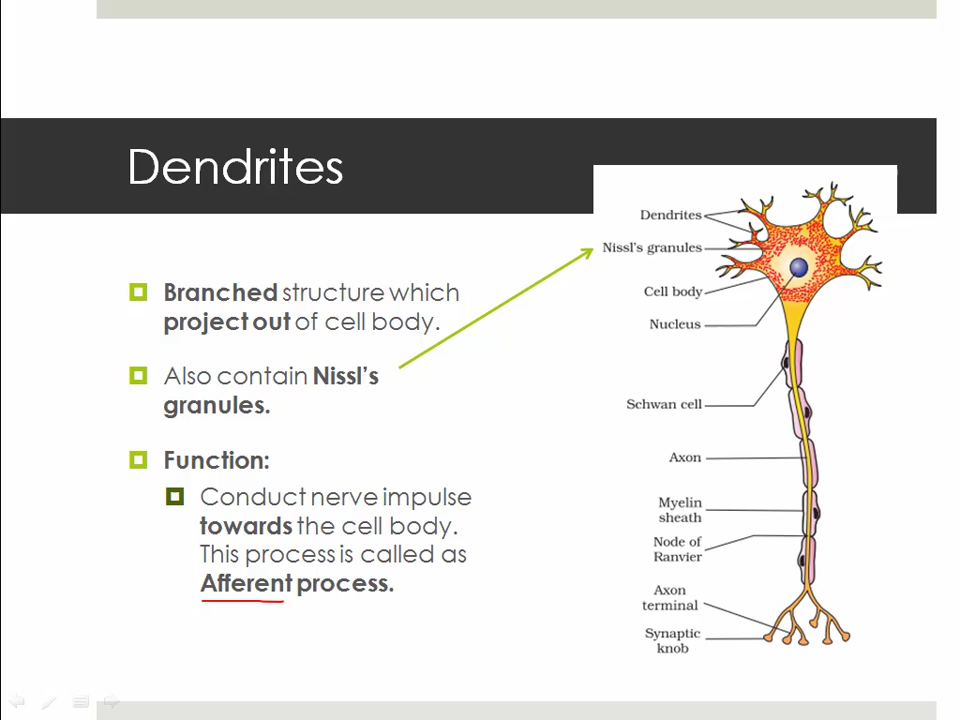 Dendrites
Branched structure which
project out of cell body.
Also contain Nissl's
granules.
Function:
Conduct nerve impulse
towards the cell body.
This process is called as
Afferent process.
Dendrites
Nissl's granules
Cell body
Nucleus
Schwan cell
Axon
Myelin
sheath
Node of
Ranvier
Axon
terminal
Synaptic
knob